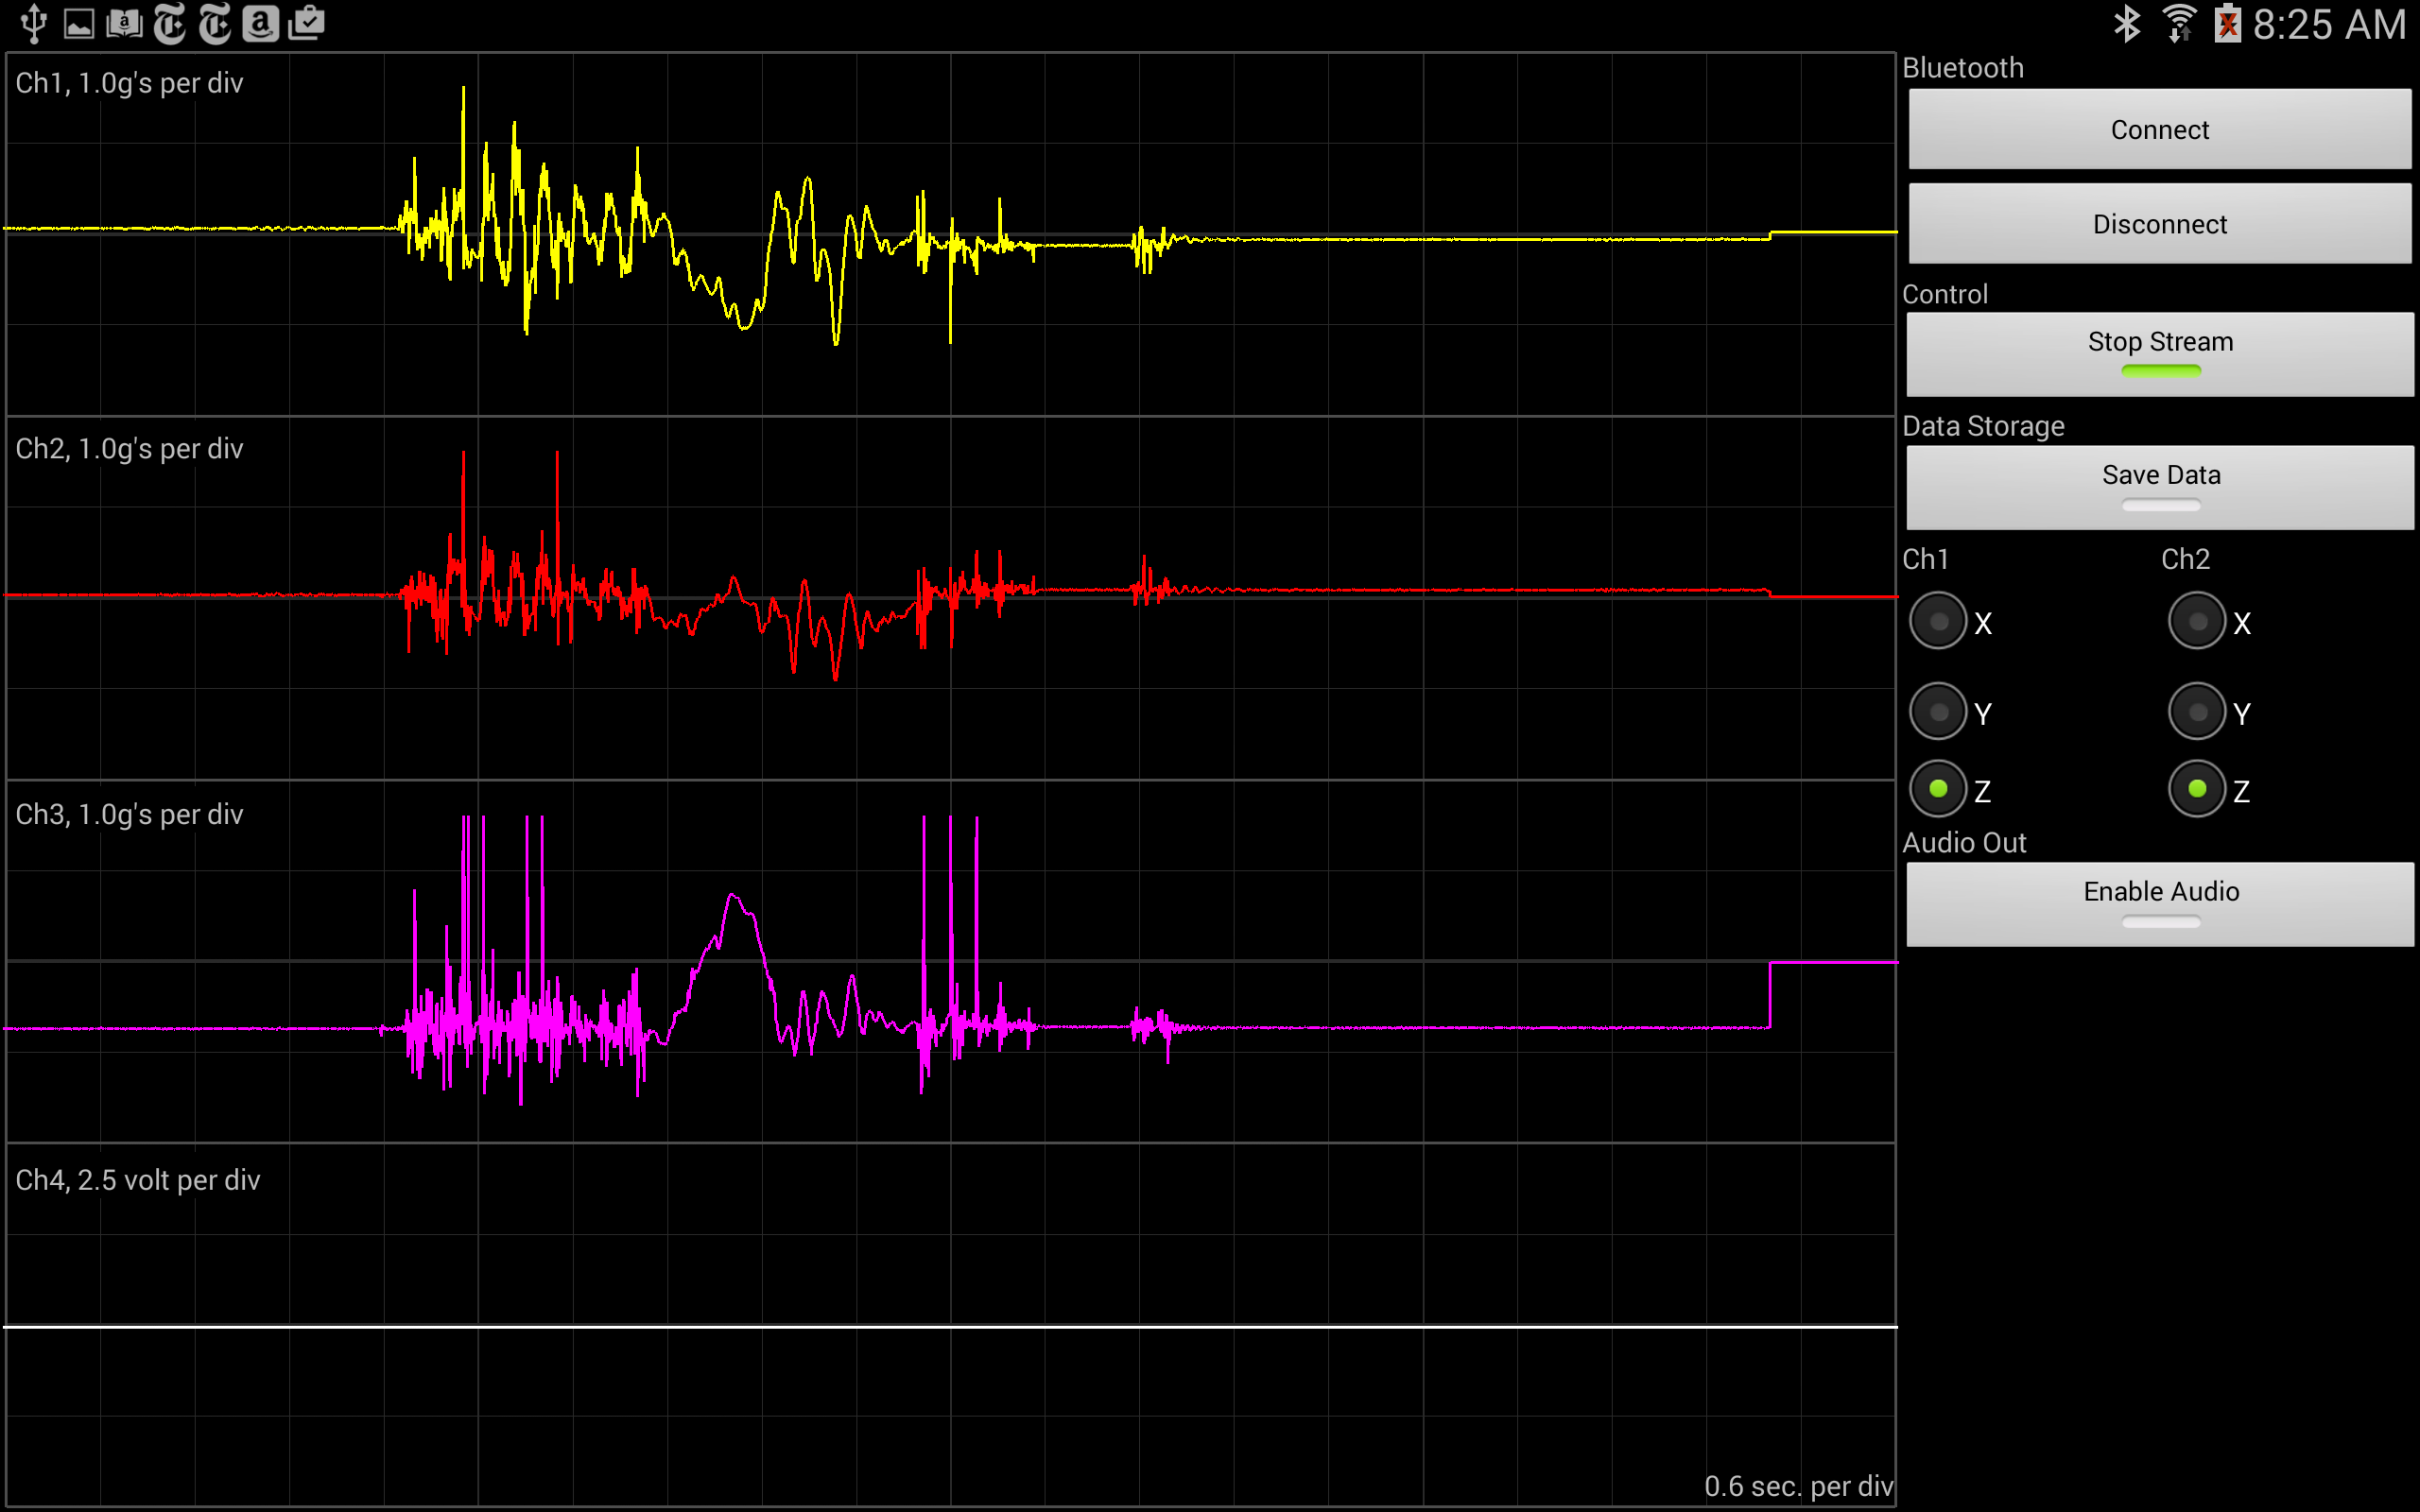 8:25 AM
Ch1, 1.0g's per div
Ch2, 1.0g's per div
Ch3, 1.0g's per div
Ch4, 2.5 volt per div
0.6 sec. per div
Bluetooth
Connect
Disconnect
Control
Stop Stream
Data Storage
Save Data
Ch1 Ch2
X X
Y Y
Z Z
Audio Out
Enable Audio